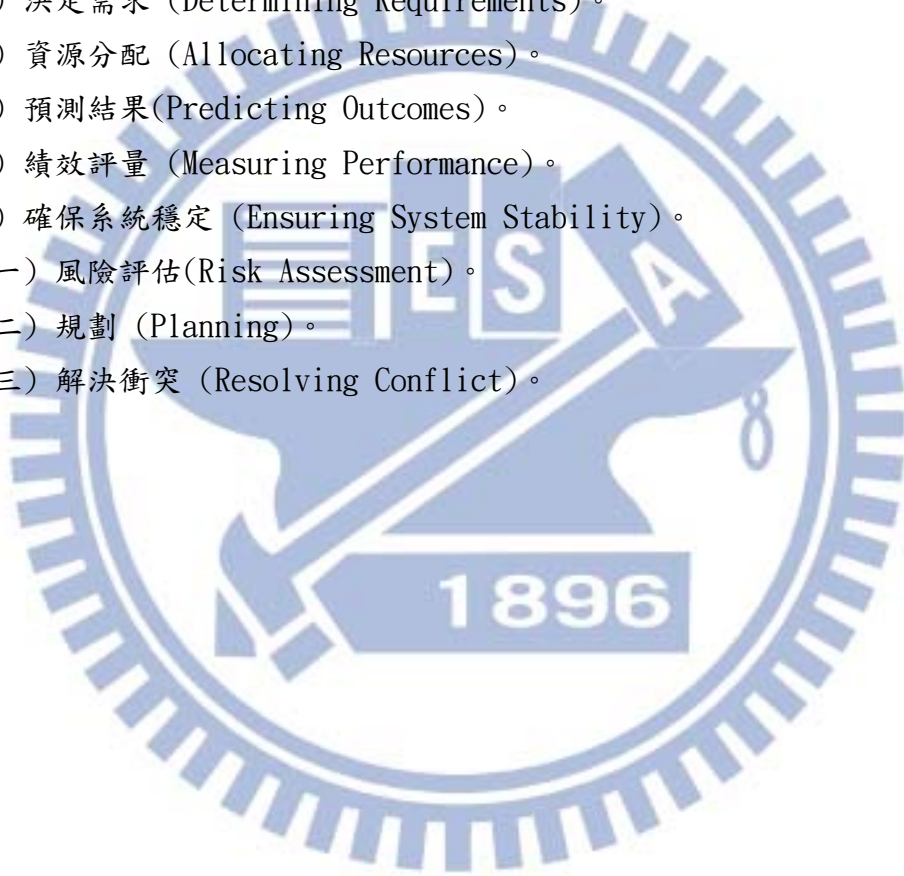 ) 決定需求 (Determining Requirements)。
) 資源分配 (Allocating Resources)。
) 預測結果(Predicting Outcomes)。
) 績效評量 (Measuring Performance)。
) 確保系統穩定 (Ensuring System Stability)。
一) 風險評估(Risk Assessment)。
二) 規劃 (Planning)。
三) 解決衝突 (Resolving Conflict)。
E S A
1896